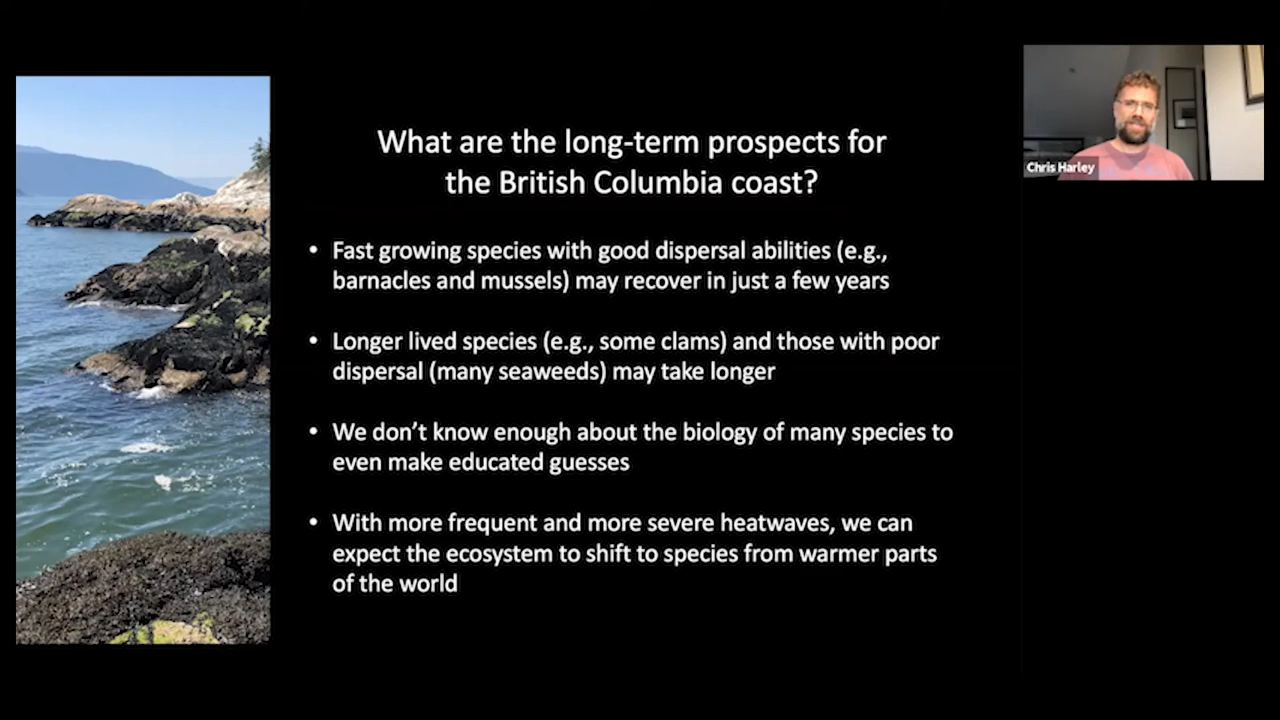 What are the long-term prospects for
the British Columbia coast?
• Fast growing species with good dispersal abilities (e.g.,
barnacles and mussels) may recover in just a few years
• Longer lived species (e.g., some clams) and those with poor
dispersal (many seaweeds) may take longer
• We don’t know enough about the biology of many species to
even make educated guesses
• With more frequent and more severe heatwaves, we can
expect the ecosystem to shift to species from warmer parts
of the world
Chris Harley